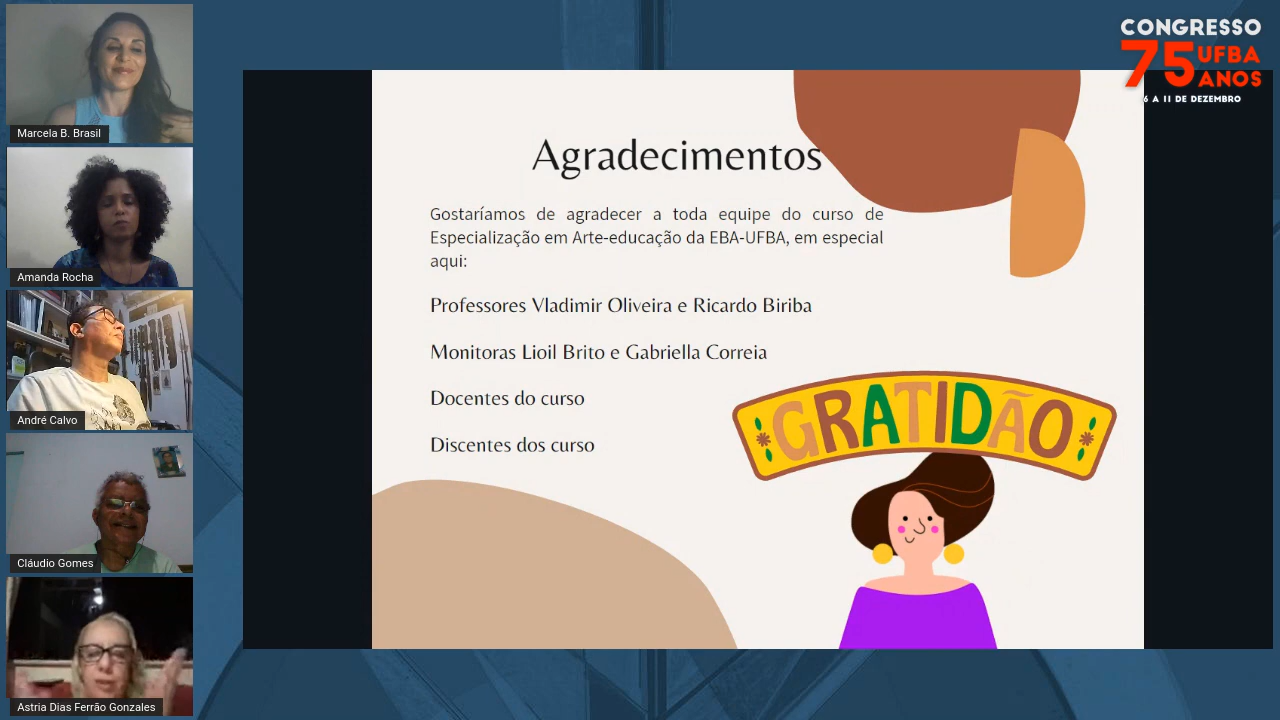 CONGRESSO
75 UFBA
ANOS
6 A 11 DE DEZEMBRO
Marcela B. Brasil
Amanda Rocha
André Calvo
Cláudio Gomes
Astria Dias Ferrão Gonzales
Agradecimentos
Gostaríamos de agradecer a toda equipe do curso de
Especialização em Arte-educação da EBA-UFBA, em especial
aqui:
Professores Vladimir Oliveira e Ricardo Biriba
Monitoras Lioil Brito e Gabriella Correia
Docentes do curso
Discentes dos curso
GRATIDÃO